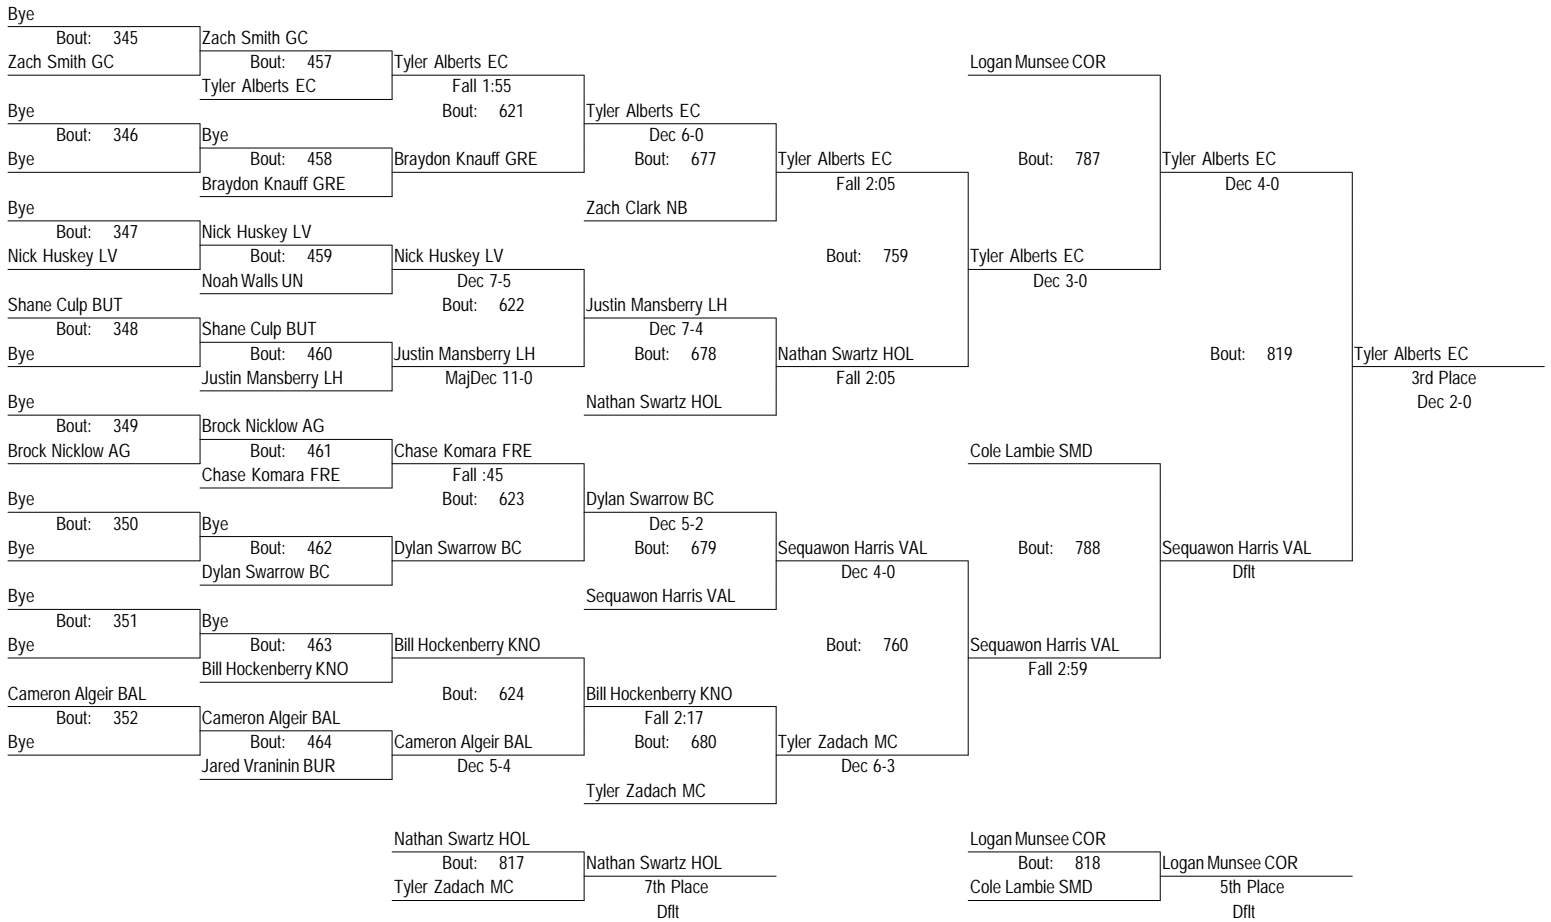 Bye
Bout: 345 Zach Smith GC
Zach Smith GC Bout: 457 Tyler Alberts EC Logan Munsee COR
Tyler Alberts EC Fall 1:55
Bye Bout: 621 Tyler Alberts EC
Bout: 346 Bye Dec 6-0
Bye Bout: 458 Braydon Knauff GRE Bout: 677 Tyler Alberts EC Bout: 787 Tyler Alberts EC
Braydon Knauff GRE Fall 2:05 Dec 4-0
Bye Zach Clark NB
Bout: 347 Nick Huskey LV
Nick Huskey LV Bout: 459 Nick Huskey LV Bout: 759 Tyler Alberts EC
Noah Walls UN Dec 7-5 Dec 3-0
Shane Culp BUT Bout: 622 Justin Mansberry LH
Bout: 348 Shane Culp BUT Dec 7-4
Bye Bout: 460 Justin Mansberry LH Bout: 678 Nathan Swartz HOL Bout: 819 Tyler Alberts EC
Justin Mansberry LH MajDec 11-0 Fall 2:05 3rd Place
Bye Nathan Swartz HOL Dec 2-0
Bout: 349 Brock Nicklow AG
Brock Nicklow AG Bout: 461 Chase Komara FRE Cole Lambie SMD
Chase Komara FRE Fall :45
Bye Bout: 623 Dylan Swarrow BC
Bout: 350 Bye Dec 5-2
Bye Bout: 462 Dylan Swarrow BC Bout: 679 Sequawon Harris VAL Bout: 788 Sequawon Harris VAL
Dylan Swarrow BC Dec 4-0 Dflt
Bye Sequawon Harris VAL
Bout: 351 Bye
Bye Bout: 463 Bill Hockenberry KNO Bout: 760 Sequawon Harris VAL
Bill Hockenberry KNO Fall 2:59
Cameron Algeir BAL Bout: 624 Bill Hockenberry KNO
Bout: 352 Cameron Algeir BAL Fall 2:17
Bye Bout: 464 Cameron Algeir BAL Bout: 680 Tyler Zadach MC
Jared Vraninin BUR Dec 5-4 Dec 6-3
Tyler Zadach MC
Nathan Swartz HOL Logan Munsee COR
Bout: 817 Nathan Swartz HOL Bout: 818 Logan Munsee COR
Tyler Zadach MC 7th Place Cole Lambie SMD 5th Place
Dflt Dflt